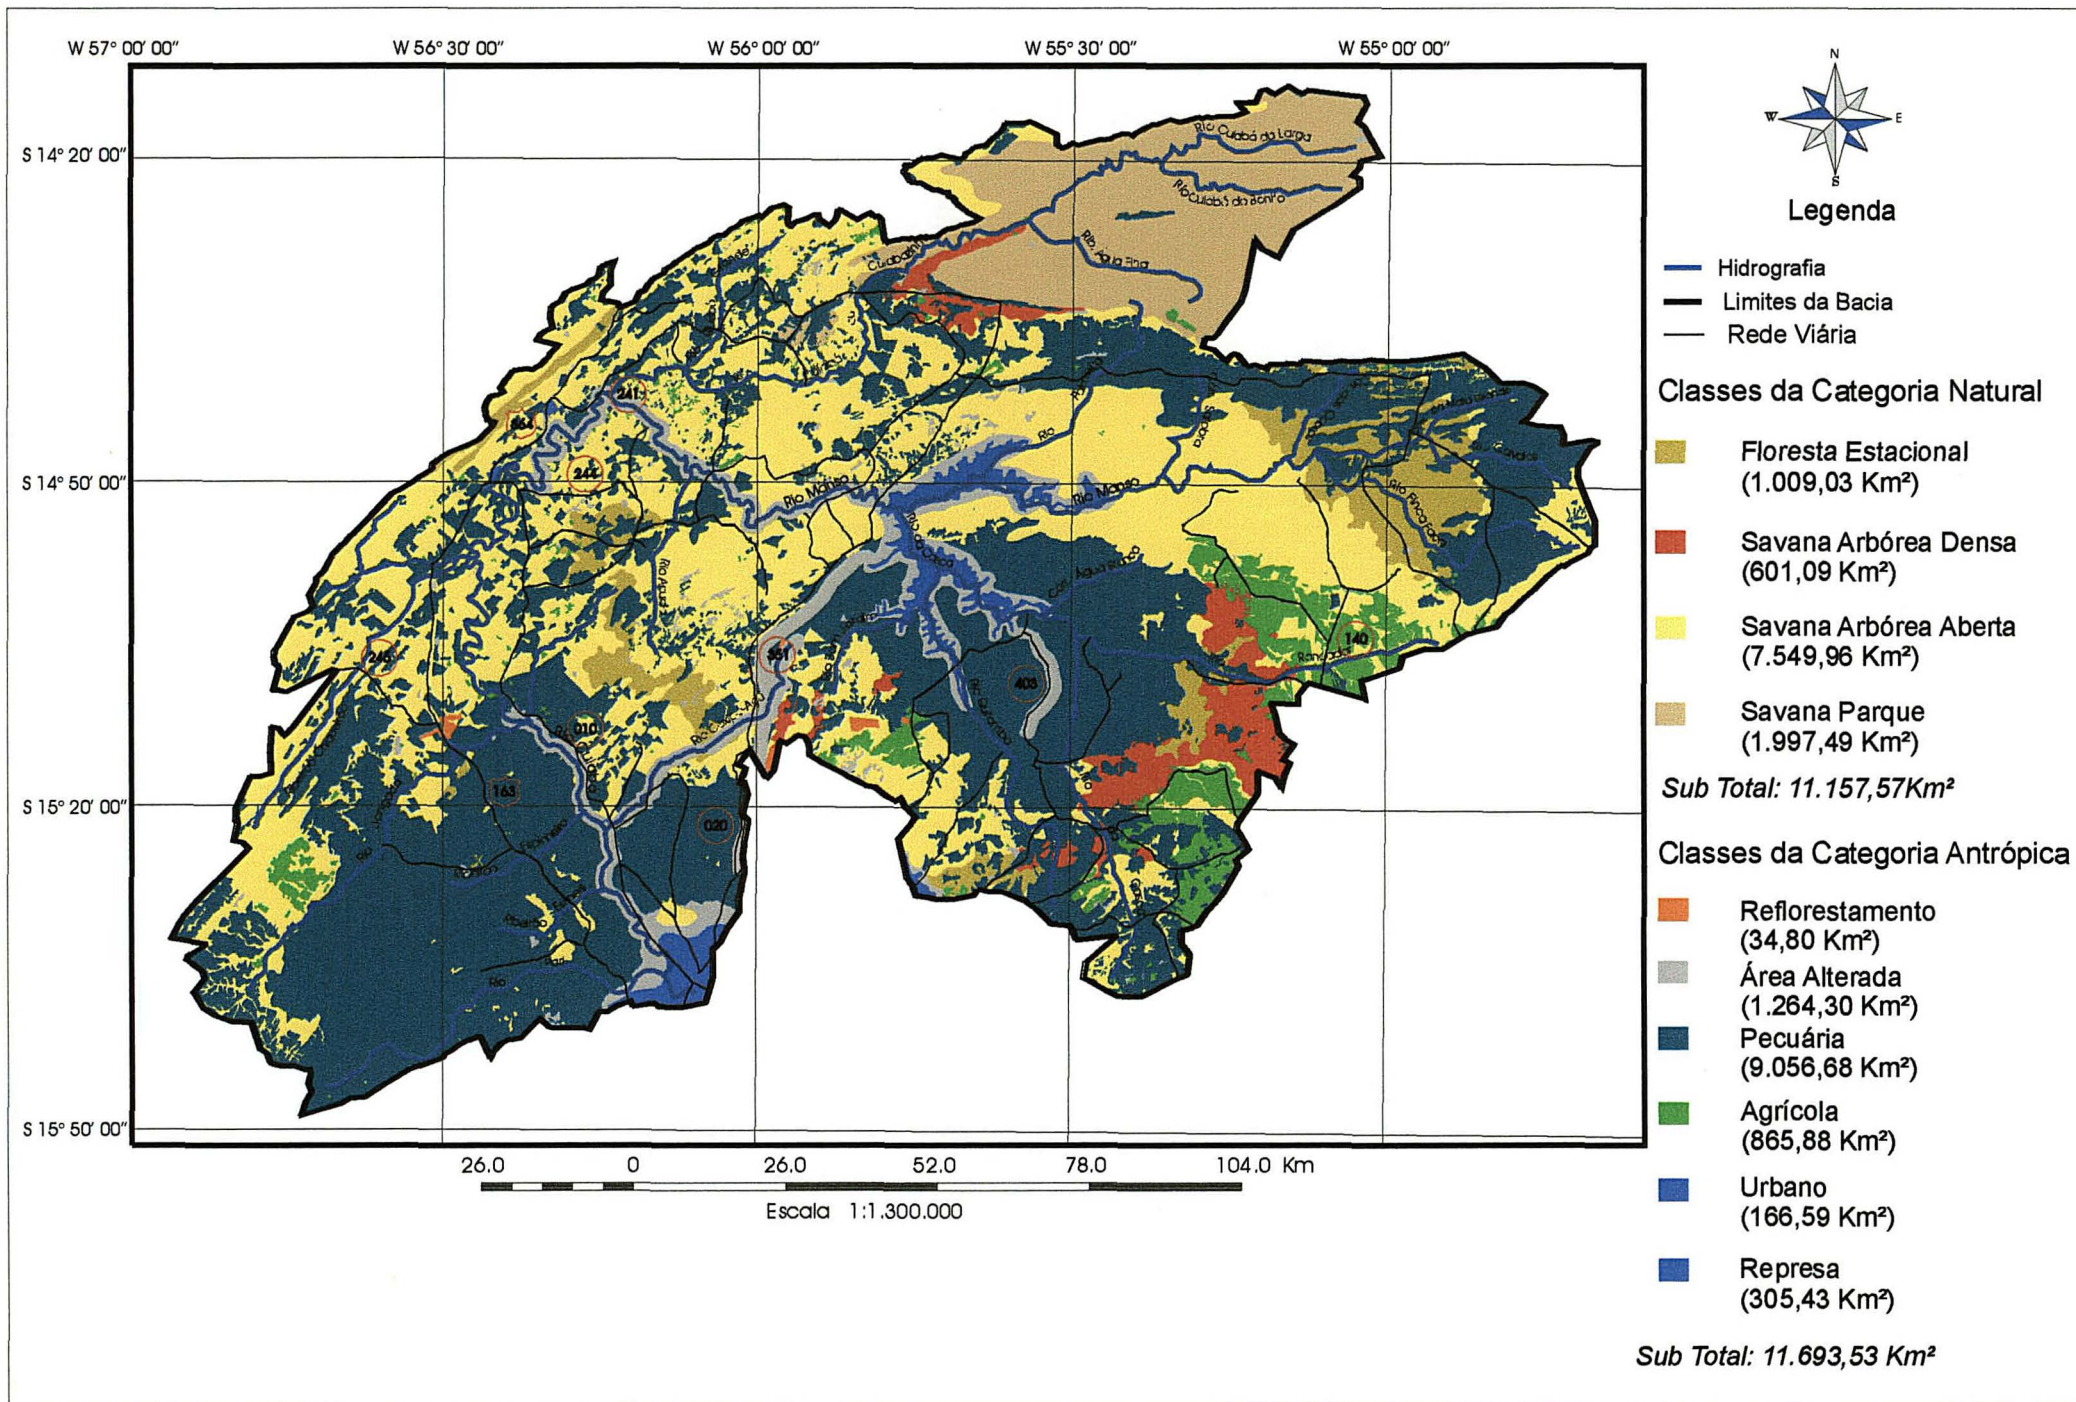 W 57° 00′ 00″
W 56° 30′ 00″
W 56° 00′ 00″
W 55° 30′ 00″
W 55° 00′ 00″
S 14° 20′ 00″
S 14° 50′ 00″
S 15° 20′ 00″
S 15° 50′ 00″
Rio Cuiabá da Larga
Rio Cuiabá do Bonito
Rib. Água Fria
241
244
Rio Manso
Rio Manso
Rio
Rio da Casca
246
351
403
140
010
163
020
Rio
Rio
26.0 0 26.0 52.0 78.0 104.0 Km
Escala 1:1.300.000
N
W E
S
Legenda
Hidrografia
Limites da Bacia
Rede Viária
Classes da Categoria Natural
Floresta Estacional
(1.009,03 Km²)
Savana Arbórea Densa
(601,09 Km²)
Savana Arbórea Aberta
(7.549,96 Km²)
Savana Parque
(1.997,49 Km²)
Sub Total: 11.157,57Km²
Classes da Categoria Antrópica
Reflorestamento
(34,80 Km²)
Área Alterada
(1.264,30 Km²)
Pecuária
(9.056,68 Km²)
Agrícola
(865,88 Km²)
Urbano
(166,59 Km²)
Represa
(305,43 Km²)
Sub Total: 11.693,53 Km²